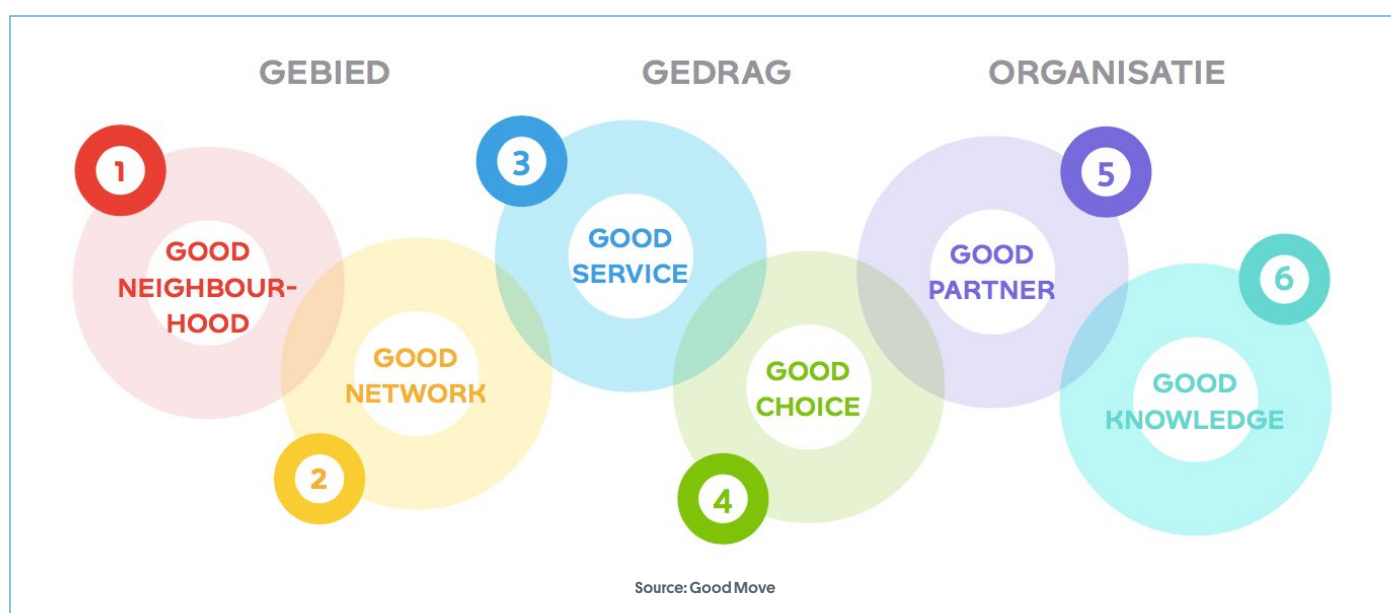 GEBIED
GEDRAG
ORGANISATIE
1
GOOD
NEIGHBOUR-
HOOD
2
GOOD
NETWORK
3
GOOD
SERVICE
4
GOOD
CHOICE
5
GOOD
PARTNER
6
GOOD
KNOWLEDGE
Source: Good Move